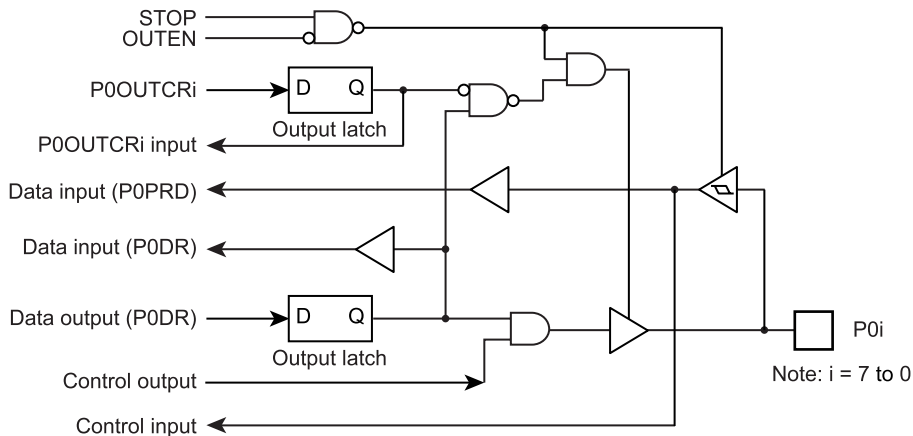 STOP
OUTEN
P0OUTCRi
D Q
Output latch
P0OUTCRi input
Data input (P0PRD)
Data input (P0DR)
Data output (P0DR)
D Q
Output latch
P0i
Control output
Note: i = 7 to 0
Control input